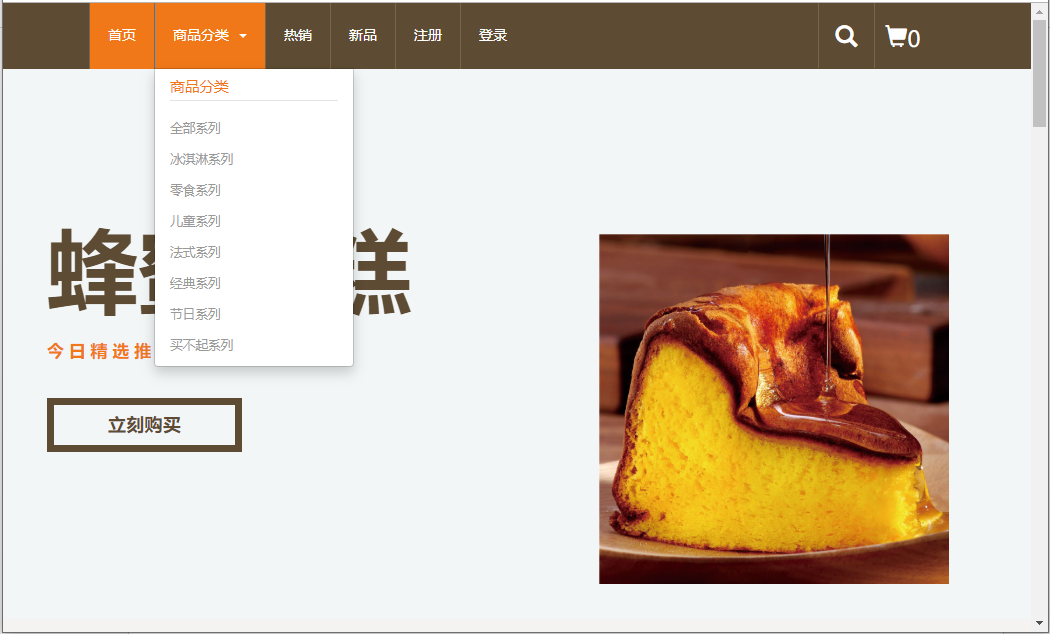 首页 商品分类 热销 新品 注册 登录 0
商品分类
全部系列
冰淇淋系列
零食系列
儿童系列
法式系列
经典系列
节日系列
买不起系列
蜂 糕
今日精选推
立刻购买